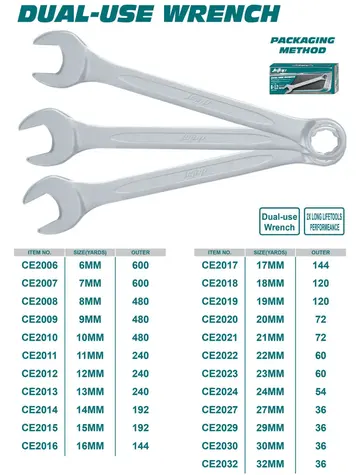 DUAL-USE WRENCH
PACKAGING
METHOD
Dual-use
Wrench
2X LONG LIFETOOLS
PERFORMEANCE
ITEM NO. SIZE(YARDS) OUTER
CE2006 6MM 600
CE2007 7MM 600
CE2008 8MM 480
CE2009 9MM 480
CE2010 10MM 480
CE2011 11MM 240
CE2012 12MM 240
CE2013 13MM 240
CE2014 14MM 192
CE2015 15MM 192
CE2016 16MM 144
ITEM NO. SIZE(YARDS) OUTER
CE2017 17MM 144
CE2018 18MM 120
CE2019 19MM 120
CE2020 20MM 72
CE2021 21MM 72
CE2022 22MM 60
CE2023 23MM 60
CE2024 24MM 54
CE2027 27MM 36
CE2029 29MM 36
CE2030 30MM 36
CE2032 32MM 36